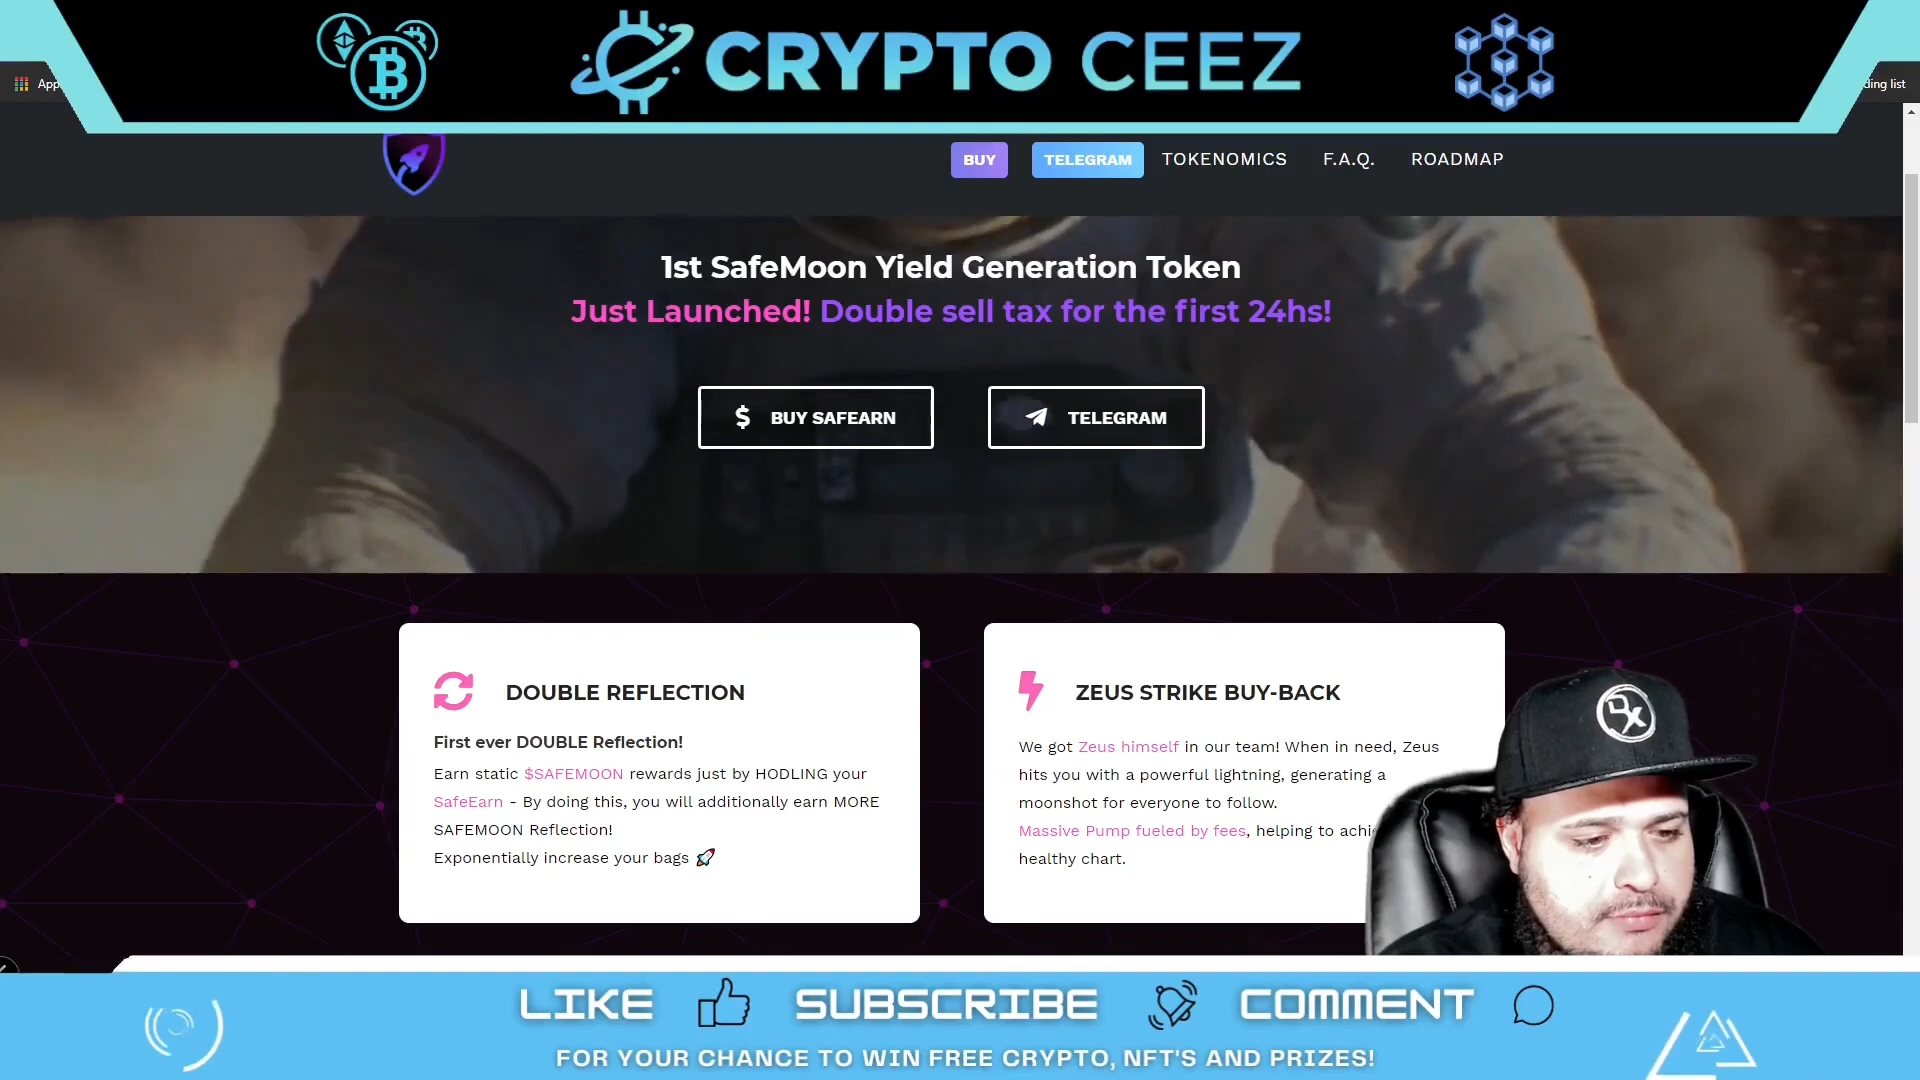 CRYPTO CEEZ
App
ding list
BUY
TELEGRAM
TOKENOMICS
F.A.Q.
ROADMAP
1st SafeMoon Yield Generation Token
Just Launched! Double sell tax for the first 24hs!
BUY SAFEARN
TELEGRAM
DOUBLE REFLECTION
First ever DOUBLE Reflection!
Earn static $SAFEMOON rewards just by HODLING your
SafeEarn - By doing this, you will additionally earn MORE
SAFEMOON Reflection!
Exponentially increase your bags 🚀
ZEUS STRIKE BUY-BACK
We got Zeus himself in our team! When in need, Zeus
hits you with a powerful lightning, generating a
moonshot for everyone to follow.
Massive Pump fueled by fees, helping to achi
healthy chart.
DX
LIKE SUBSCRIBE COMMENT
FOR YOUR CHANCE TO WIN FREE CRYPTO, NFT'S AND PRIZES!